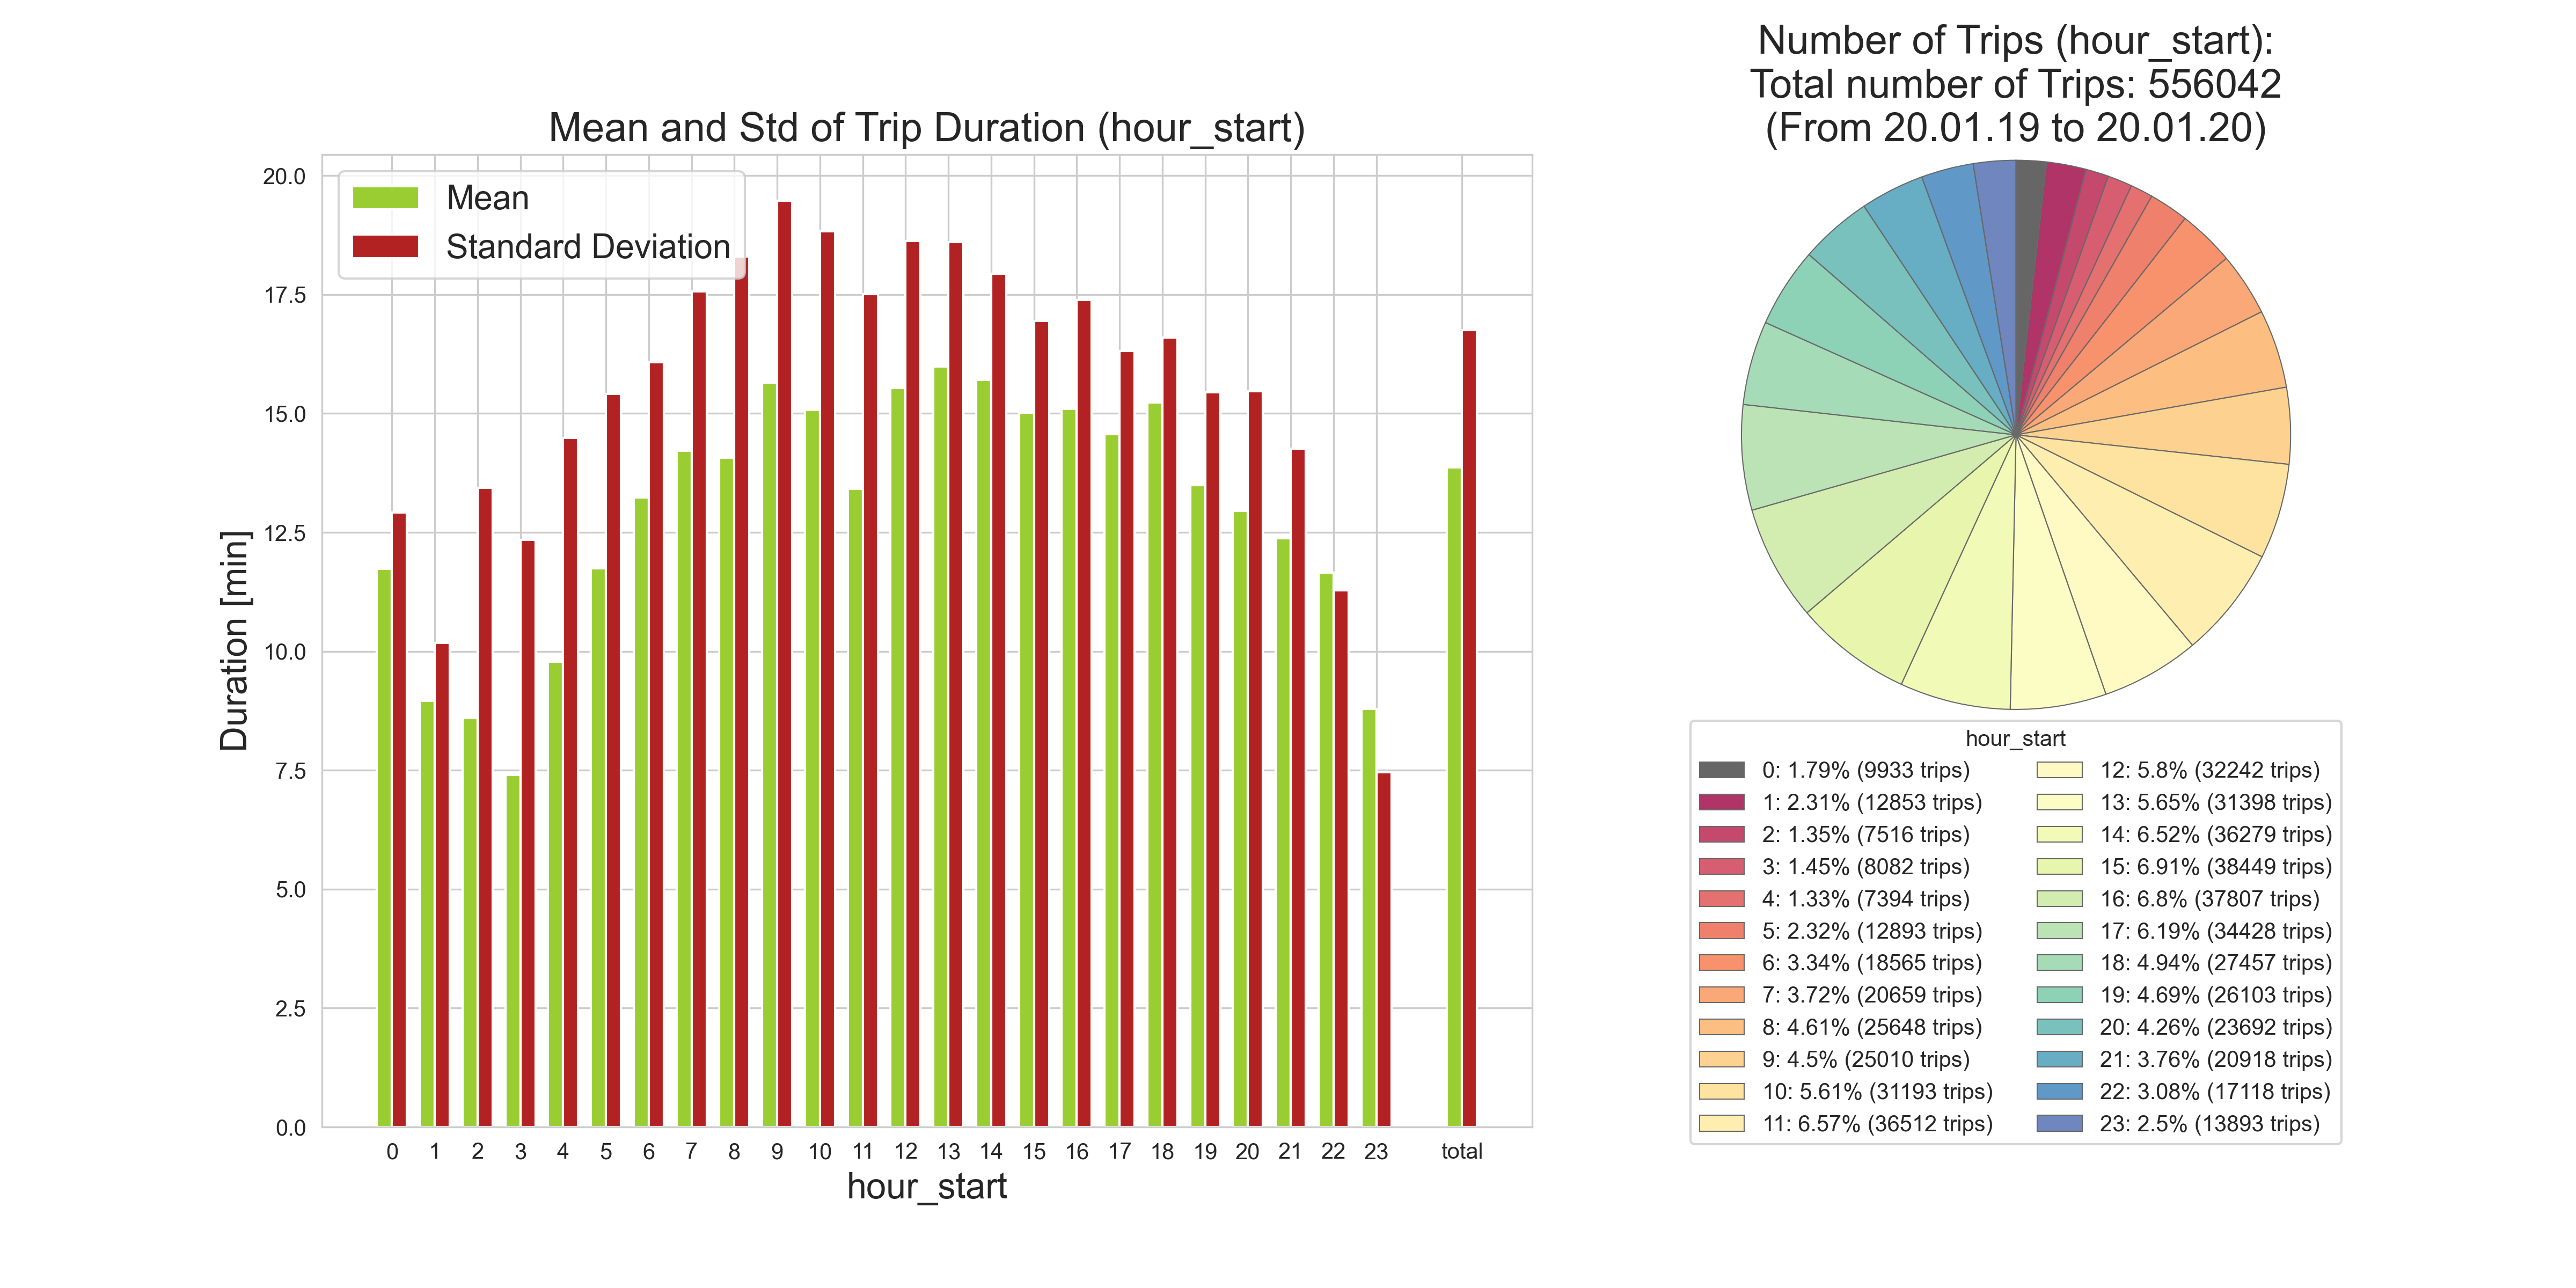 Mean and Std of Trip Duration (hour_start)
Mean
Standard Deviation
Duration [min]
20.0
17.5
15.0
12.5
10.0
7.5
5.0
2.5
0.0
0 1 2 3 4 5 6 7 8 9 10 11 12 13 14 15 16 17 18 19 20 21 22 23 total
hour_start
Number of Trips (hour_start):
Total number of Trips: 556042
(From 20.01.19 to 20.01.20)
hour_start
0: 1.79% (9933 trips)
1: 2.31% (12853 trips)
2: 1.35% (7516 trips)
3: 1.45% (8082 trips)
4: 1.33% (7394 trips)
5: 2.32% (12893 trips)
6: 3.34% (18565 trips)
7: 3.72% (20659 trips)
8: 4.61% (25648 trips)
9: 4.5% (25010 trips)
10: 5.61% (31193 trips)
11: 6.57% (36512 trips)
12: 5.8% (32242 trips)
13: 5.65% (31398 trips)
14: 6.52% (36279 trips)
15: 6.91% (38449 trips)
16: 6.8% (37807 trips)
17: 6.19% (34428 trips)
18: 4.94% (27457 trips)
19: 4.69% (26103 trips)
20: 4.26% (23692 trips)
21: 3.76% (20918 trips)
22: 3.08% (17118 trips)
23: 2.5% (13893 trips)